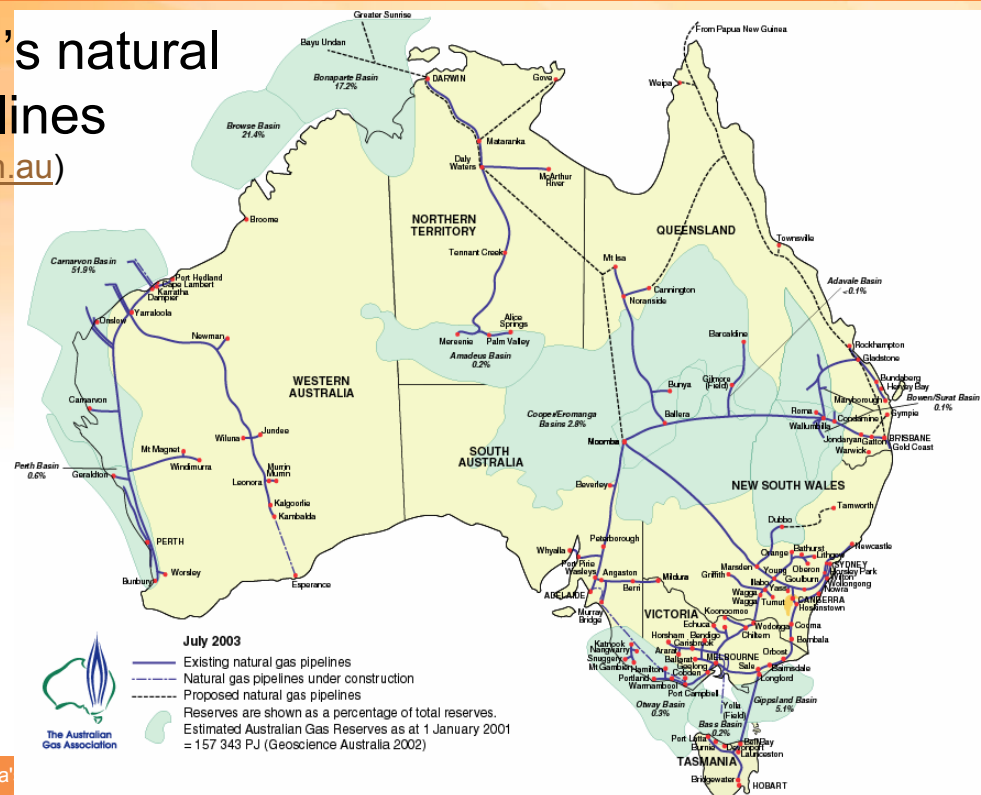 's natural
lines
n.au)
Greater Sunrise
Bayu Undan
Bonaparte Basin
17.2%
Browse Basin
21.4%
DARWIN
Gove
Weipa
From Papua New Guinea
Mataranka
Daly
Waters
McArthur
River
Broome
NORTHERN
TERRITORY
QUEENSLAND
Townsville
Tennant Creek
Mt Isa
Cannington
Noranside
Adavale Basin
0.1%
Carnarvon Basin
51.9%
Port Hedland
Cape Lambert
Karratha
Dampier
Yarraloola
Onslow
Newman
Alice
Springs
Mereenie
Palm Valley
Amadeus Basin
0.2%
Barcaldine
Rockhampton
Gladstone
Bundaberg
Hervey Bay
Maryborough
Bowen/Surat Basin
0.1%
Gympie
WESTERN
AUSTRALIA
Bunya
Gilmore
(Field)
Carnarvon
Cooper/Eromanga
Basins 2.8%
Ballera
Roma
Wallumbilla
Condamine
Jondaryan
Gatton
BRISBANE
Gold Coast
Warwick
Wiluna
Jundee
Moomba
Mt Magnet
Windimurra
Perth Basin
0.6%
Geraldton
Murrin
Murrin
Leonora
SOUTH
AUSTRALIA
Beverley
NEW SOUTH WALES
Kalgoorlie
Kambalda
Tamworth
Dubbo
PERTH
Peterborough
Whyalla
Port Pirie
Wasleys
Orange
Bathurst
Lithgow
Newcastle
Worsley
Bunbury
Esperance
Angaston
Berri
Mildura
Marsden
Griffith
Young
Oberon
SYDNEY
Horsley Park
Wilton
Wollongong
Goulburn
Nowra
Illabo
Yass
ADELAIDE
Murray
Bridge
Wagga
Wagga
Tumut
CANBERRA
Hoskinstown
VICTORIA
Koonoomoo
Echuca
Wodonga
Cooma
Chiltern
Bombala
Horsham
Bendigo
Carisbrook
Ararat
Katnook
Nangwarry
Snuggery
Mt Gambier
Ballarat
MELBOURNE
Orbost
Geelong
Sale
Bairnsdale
Hamilton
Cobden
Longford
Portland
Warrnambool
Port Campbell
Otway Basin
0.3%
Yolla
(Field)
Gippsland Basin
5.1%
Bass Basin
0.2%
Port Latta
Burnie
Bell Bay
Devonport
Launceston
TASMANIA
Bridgewater
HOBART
July 2003
Existing natural gas pipelines
Natural gas pipelines under construction
Proposed natural gas pipelines
Reserves are shown as a percentage of total reserves.
Estimated Australian Gas Reserves as at 1 January 2001
= 157 343 PJ (Geoscience Australia 2002)
The Australian
Gas Association
a'